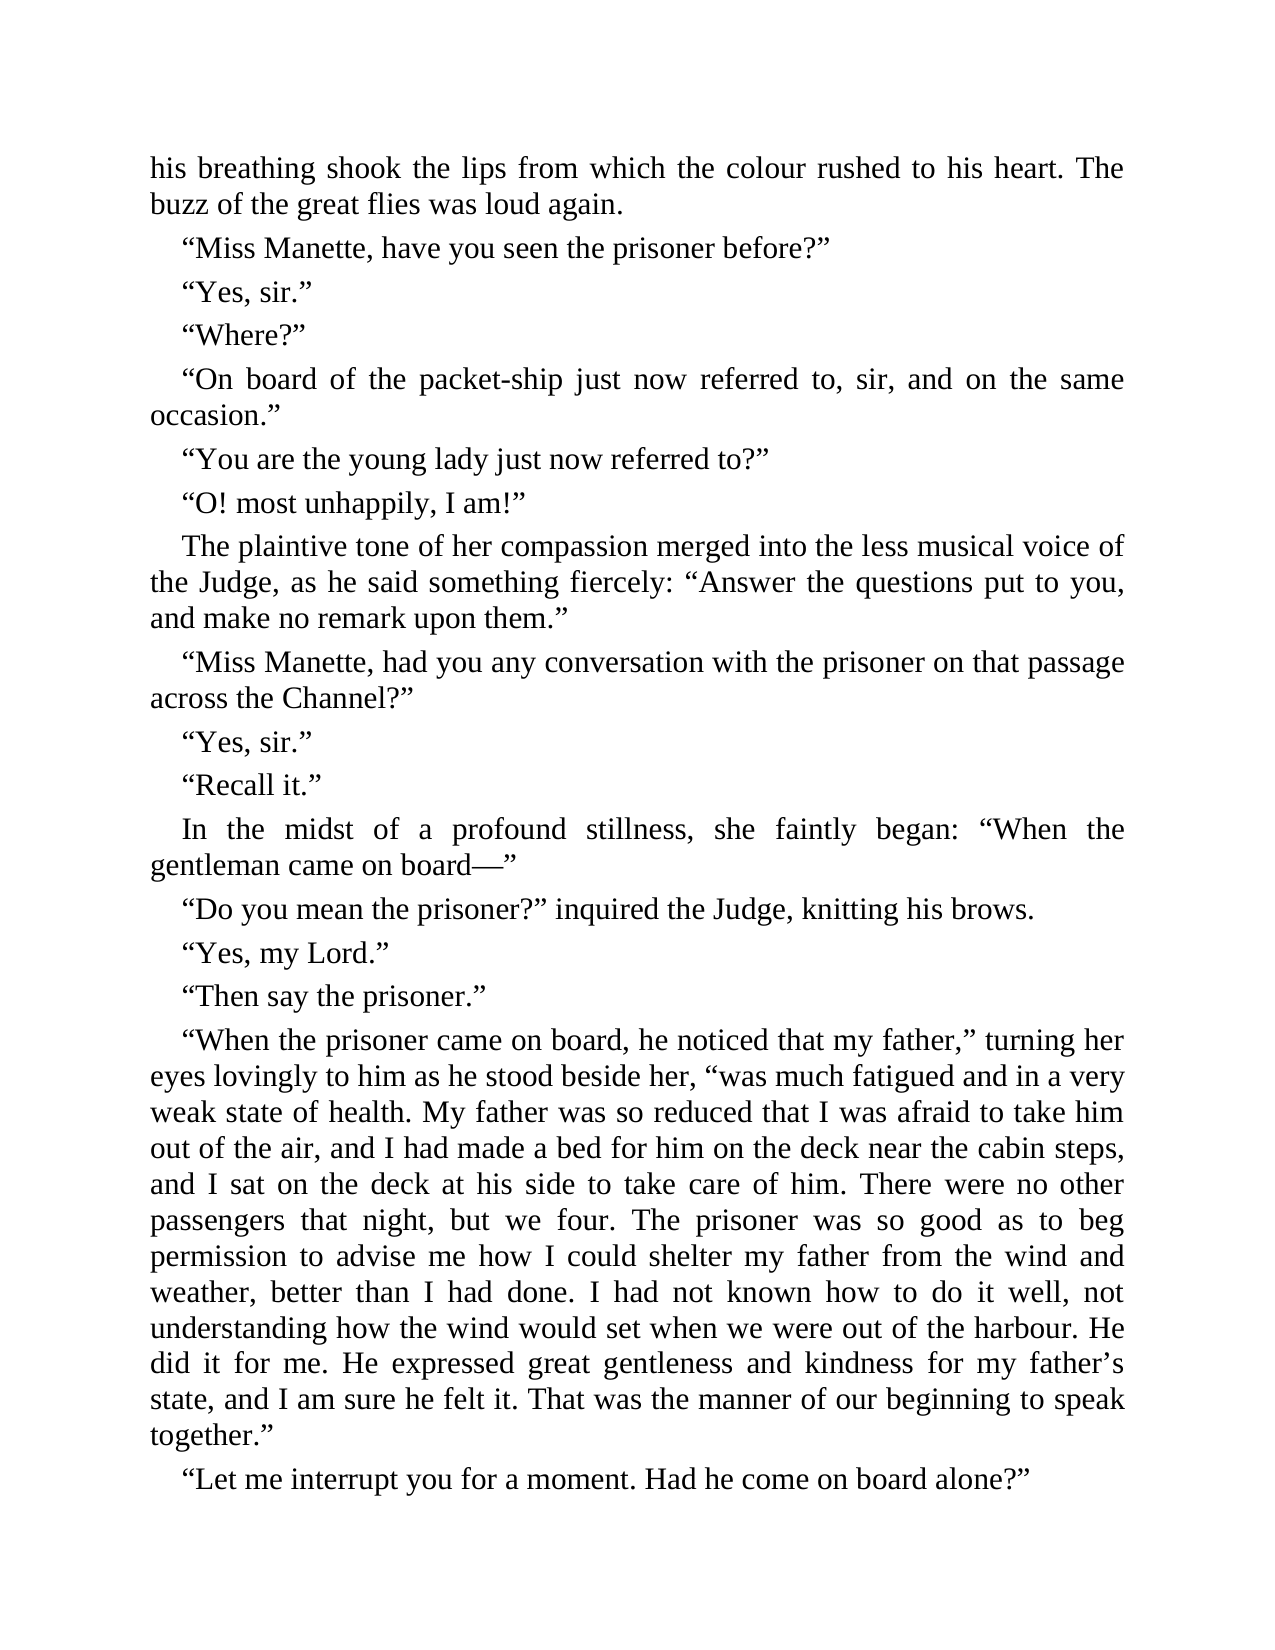 his breathing shook the lips from which the colour rushed to his heart. The
buzz of the great flies was loud again.
“Miss Manette, have you seen the prisoner before?”
“Yes, sir.”
“Where?”
“On board of the packet-ship just now referred to, sir, and on the same
occasion.”
“You are the young lady just now referred to?”
“O! most unhappily, I am!”
The plaintive tone of her compassion merged into the less musical voice of
the Judge, as he said something fiercely: “Answer the questions put to you,
and make no remark upon them.”
“Miss Manette, had you any conversation with the prisoner on that passage
across the Channel?”
“Yes, sir.”
“Recall it.”
In the midst of a profound stillness, she faintly began: “When the
gentleman came on board—”
“Do you mean the prisoner?” inquired the Judge, knitting his brows.
“Yes, my Lord.”
“Then say the prisoner.”
“When the prisoner came on board, he noticed that my father,” turning her
eyes lovingly to him as he stood beside her, “was much fatigued and in a very
weak state of health. My father was so reduced that I was afraid to take him
out of the air, and I had made a bed for him on the deck near the cabin steps,
and I sat on the deck at his side to take care of him. There were no other
passengers that night, but we four. The prisoner was so good as to beg
permission to advise me how I could shelter my father from the wind and
weather, better than I had done. I had not known how to do it well, not
understanding how the wind would set when we were out of the harbour. He
did it for me. He expressed great gentleness and kindness for my father’s
state, and I am sure he felt it. That was the manner of our beginning to speak
together.”
“Let me interrupt you for a moment. Had he come on board alone?”